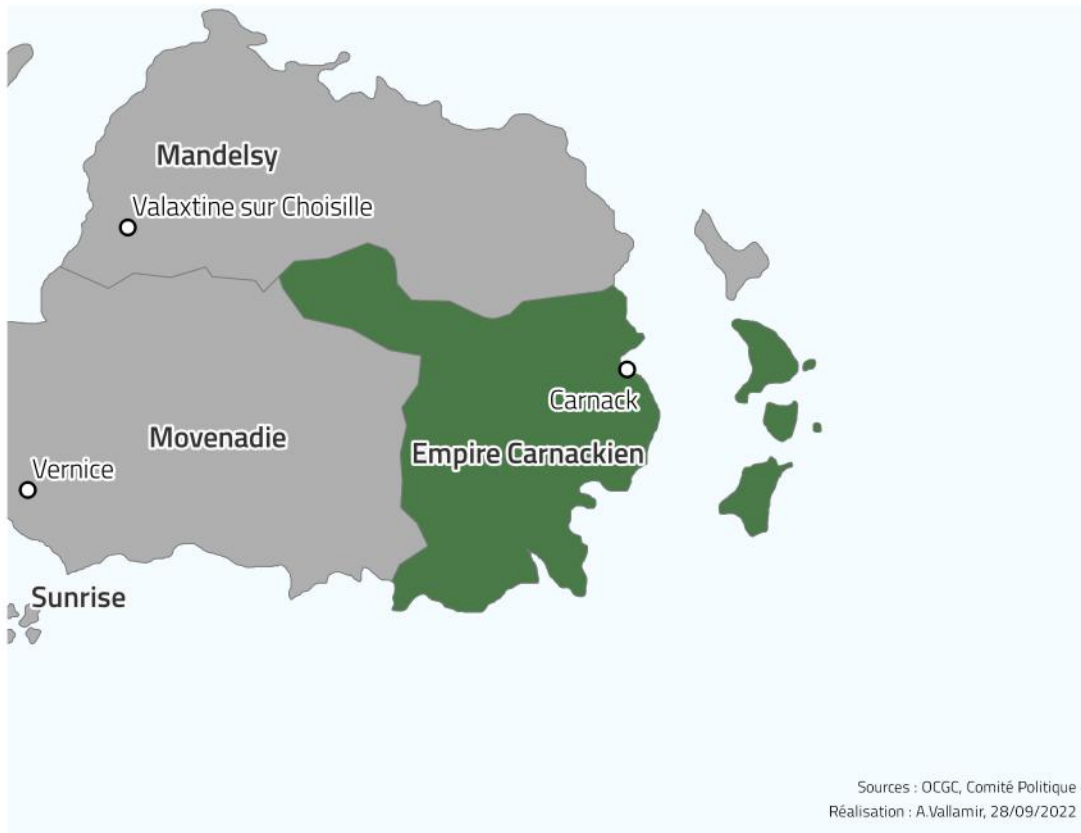 Mandelsy
Valaxtine sur Choisille
Carnack
Movenadie
Empire Carnackien
Vernice
Sunrise
Sources : OCGC, Comité Politique
Réalisation : A.Vallamir, 28/09/2022